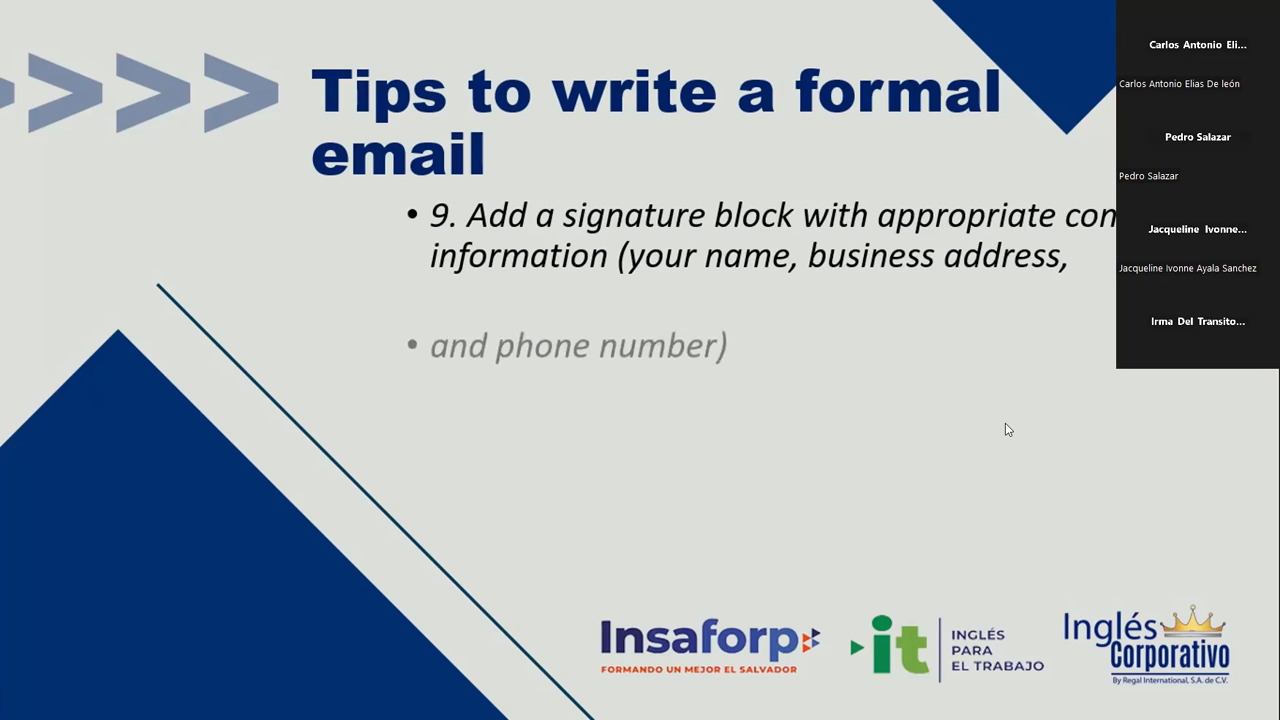 Tips to write a formal
email
• 9. Add a signature block with appropriate
information (your name, business address,
• and phone number)
Carlos Antonio Eli...
Carlos Antonio Elias De león
Pedro Salazar
Pedro Salazar
Jacqueline Ivonne...
Jacqueline Ivonne Ayala Sanchez
Irma Del Transito...
Insaforp
FORMANDO UN MEJOR EL SALVADOR
it
INGLÉS
PARA
EL TRABAJO
Inglés
Corporativo
By Regal International, S.A. de C.V.